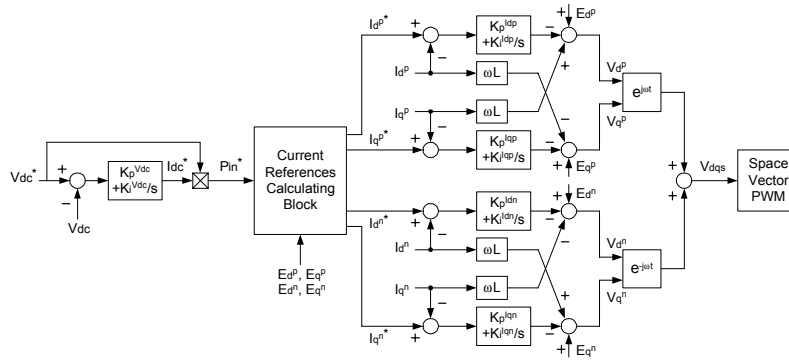 Vdc*
+
−
Vdc
Kp^Vdc
+Ki^Vdc/s
Idc*
Pin*
Current
References
Calculating
Block
Ed^p, Eq^p
Ed^n, Eq^n
Id^p*
+
−
Kp^Idp
+Ki^Idp/s
−
+
Ed^p
Id^p
ωL
+
Vd^p
Iq^p
ωL
−
Vq^p
e^jωt
Iq^p*
−
+
Kp^Iqp
+Ki^Iqp/s
−
+
Eq^p
Id^n*
+
−
Kp^Idn
+Ki^Idn/s
−
+
Ed^n
Id^n
ωL
−
Vd^n
Iq^n
ωL
+
Vq^n
e^-jωt
Iq^n*
−
+
Kp^Iqn
+Ki^Iqn/s
−
+
Eq^n
+
+
Vdqs
Space
Vector
PWM